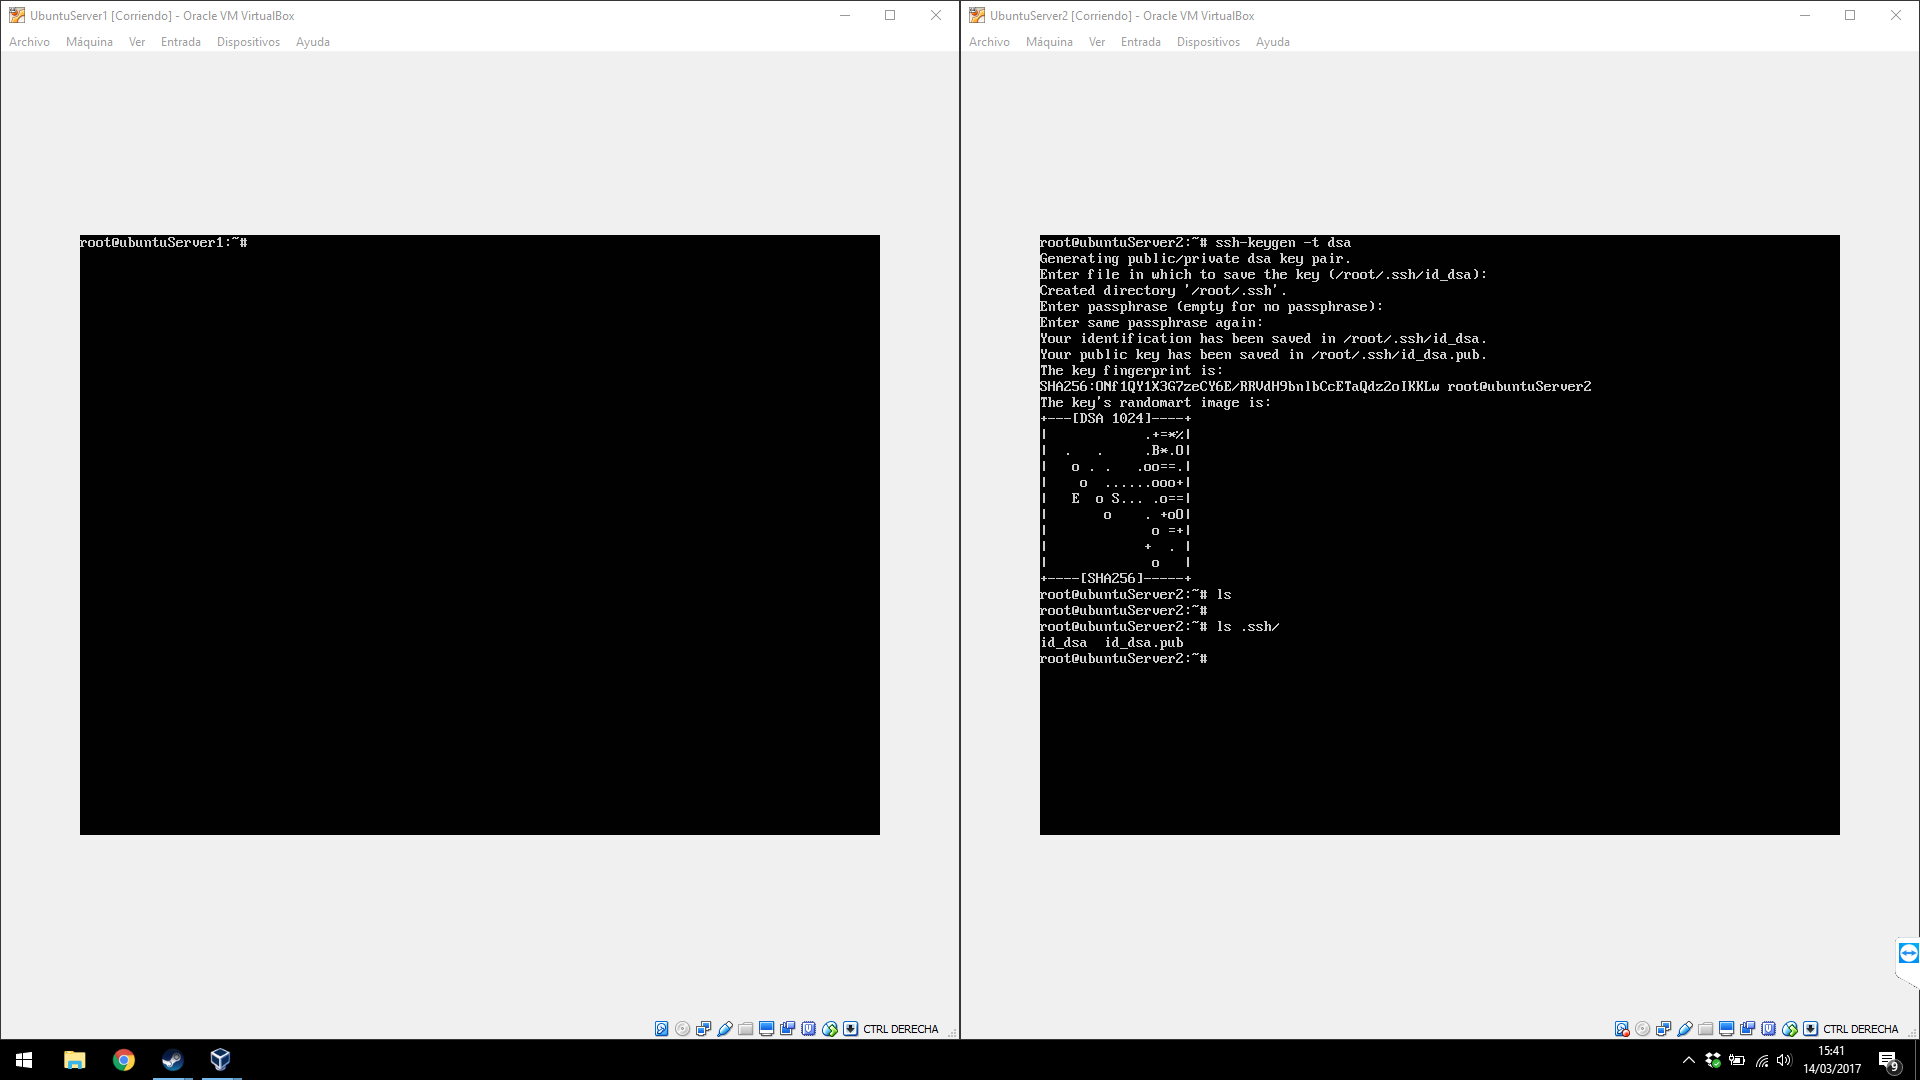 UbuntuServer1 [Corriendo] - Oracle VM VirtualBox
Archivo Máquina Ver Entrada Dispositivos Ayuda
root@ubuntuServer1:~#
CTRL DERECHA
UbuntuServer2 [Corriendo] - Oracle VM VirtualBox
Archivo Máquina Ver Entrada Dispositivos Ayuda
root@ubuntuServer2:~# ssh-keygen -t dsa
Generating public/private dsa key pair.
Enter file in which to save the key (/root/.ssh/id_dsa):
Created directory '/root/.ssh'.
Enter passphrase (empty for no passphrase):
Enter same passphrase again:
Your identification has been saved in /root/.ssh/id_dsa.
Your public key has been saved in /root/.ssh/id_dsa.pub.
The key fingerprint is:
SHA256:ONf1QY1X3G7zeCY6E/RRVdH9bnlbCcETaQdz2oIKKLw root@ubuntuServer2
The key's randomart image is:
+---[DSA 1024]----+
|            .+=*%|
|  .   .     .B*.O|
|   o . .   .oo==.|
|    o  ......ooo+|
|   E  o S... .o==|
|       o    . +oO|
|             o =+|
|            +  . |
|             o   |
+----[SHA256]-----+
root@ubuntuServer2:~# ls
root@ubuntuServer2:~#
root@ubuntuServer2:~# ls .ssh/
id_dsa  id_dsa.pub
root@ubuntuServer2:~#
CTRL DERECHA
15:41
14/03/2017
9